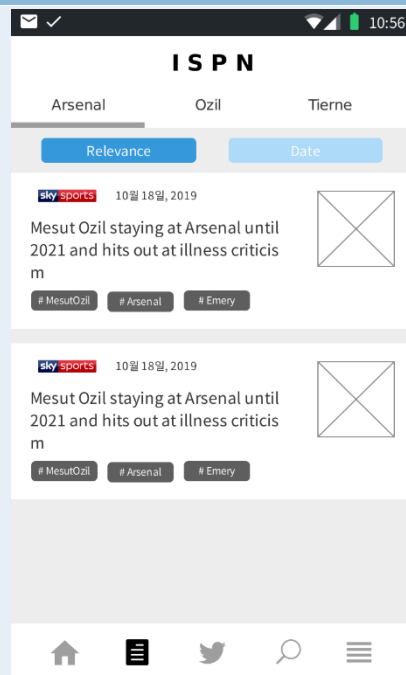 10:56
ISPN
Arsenal Ozil Tierne
Relevance Date
sky sports 10월 18일, 2019
Mesut Ozil staying at Arsenal until
2021 and hits out at illness criticis
m
# MesutOzil # Arsenal # Emery
sky sports 10월 18일, 2019
Mesut Ozil staying at Arsenal until
2021 and hits out at illness criticis
m
# MesutOzil # Arsenal # Emery